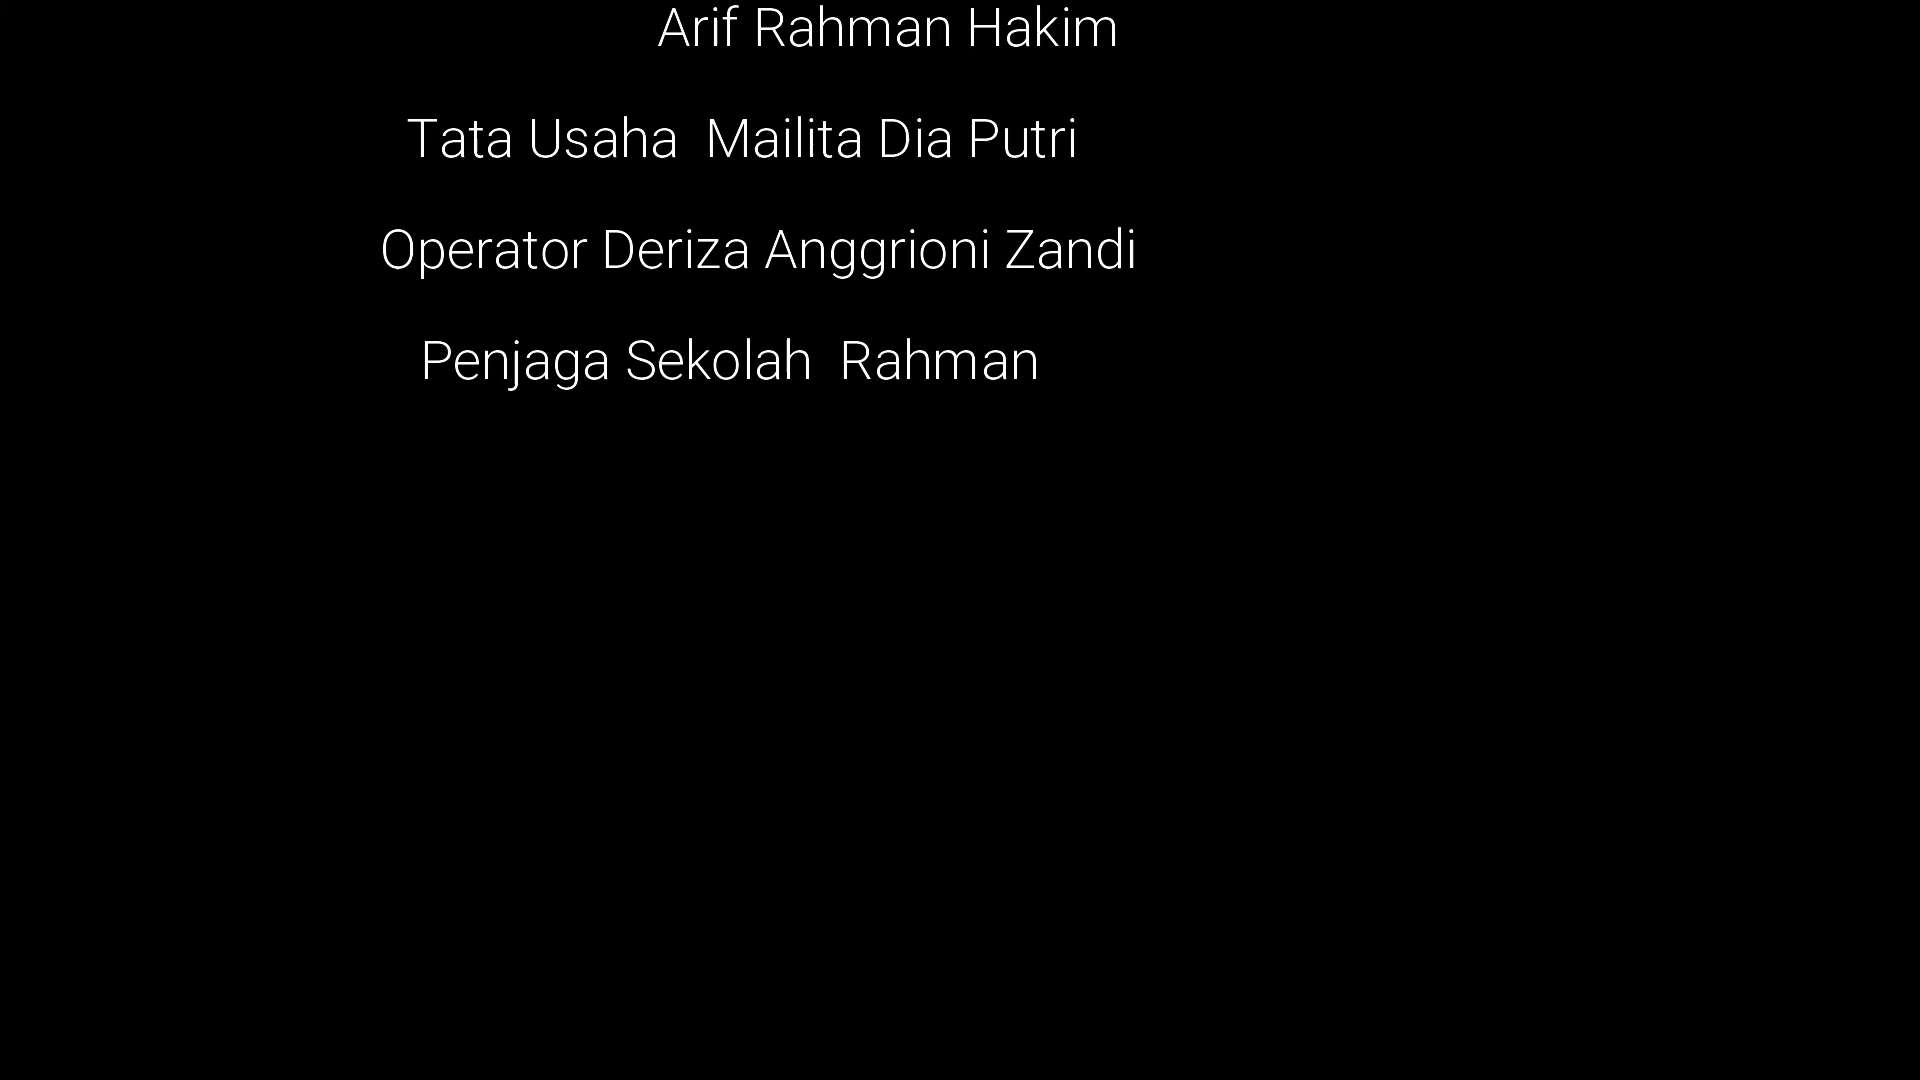 Arif Rahman Hakim
Tata Usaha  Mailita Dia Putri
Operator Deriza Anggrioni Zandi
Penjaga Sekolah  Rahman